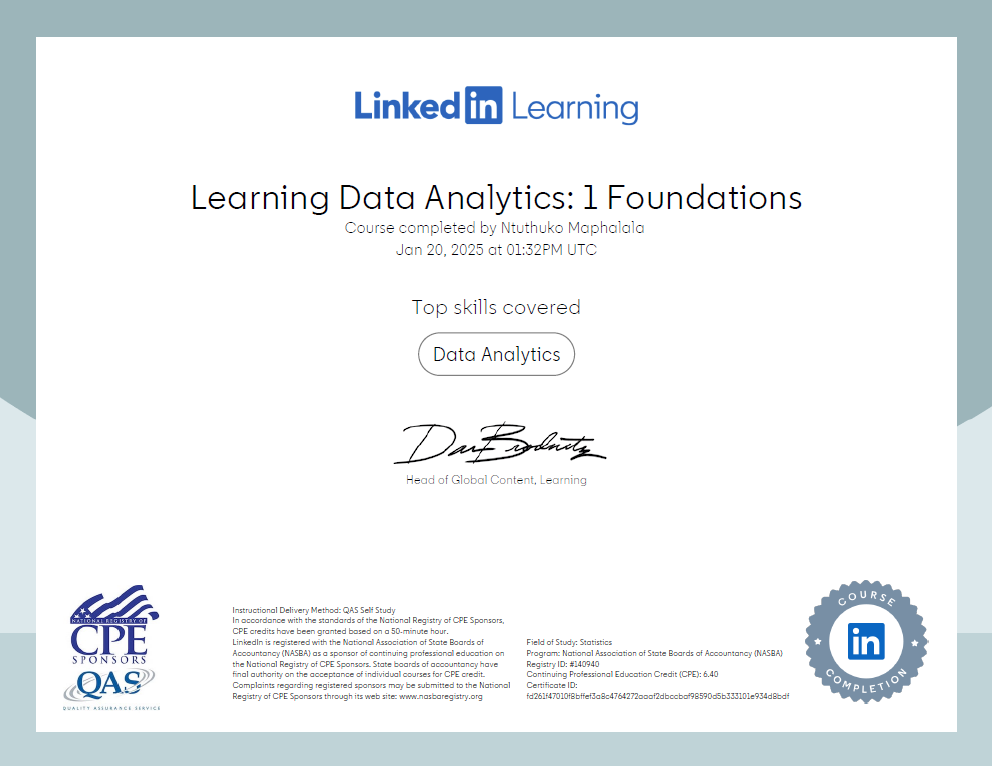 Linked in Learning
Learning Data Analytics: 1 Foundations
Course completed by Ntuthuko Maphalala
Jan 20, 2025 at 01:32PM UTC
Top skills covered
Data Analytics
Head of Global Content, Learning
NATIONAL REGISTRY OF
CPE
SPONSORS
QAS
QUALITY ASSURANCE SERVICE
Instructional Delivery Method: QAS Self Study
In accordance with the standards of the National Registry of CPE Sponsors,
CPE credits have been granted based on a 50-minute hour.
LinkedIn is registered with the National Association of State Boards of
Accountancy (NASBA) as a sponsor of continuing professional education on
the National Registry of CPE Sponsors. State boards of accountancy have
final authority on the acceptance of individual courses for CPE credit.
Complaints regarding registered sponsors may be submitted to the National
Registry of CPE Sponsors through its web site: www.nasbaregistry.org
Field of Study: Statistics
Program: National Association of State Boards of Accountancy (NASBA)
Registry ID: #140940
Continuing Professional Education Credit (CPE): 6.40
Certificate ID:
COURSE
in
COMPLETION